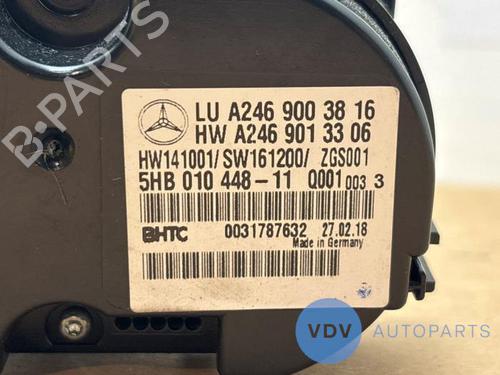 B-PARTS
LU A246 900 38 16
HW A246 901 33 06
HW141001/SW161200/ ZGS001
5HB 010 448-11 Q001 003 3
BHTC 0031787632 27.02.18
Made in Germany
VDV AUTOPARTS